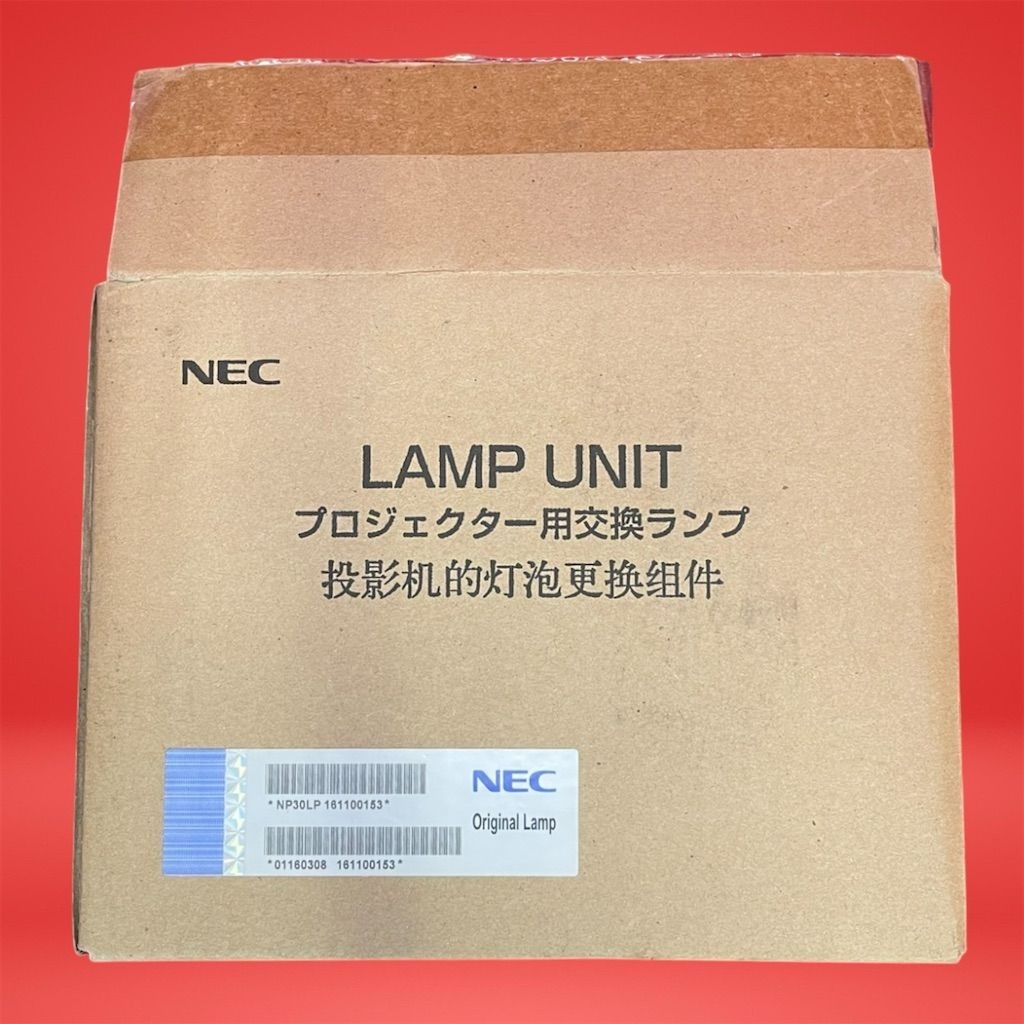 NEC
LAMP UNIT
プロジェクター用交換ランプ
投影机的灯泡更换组件
*NP30LP 161100153*
*01160308 161100153*
NEC
Original Lamp